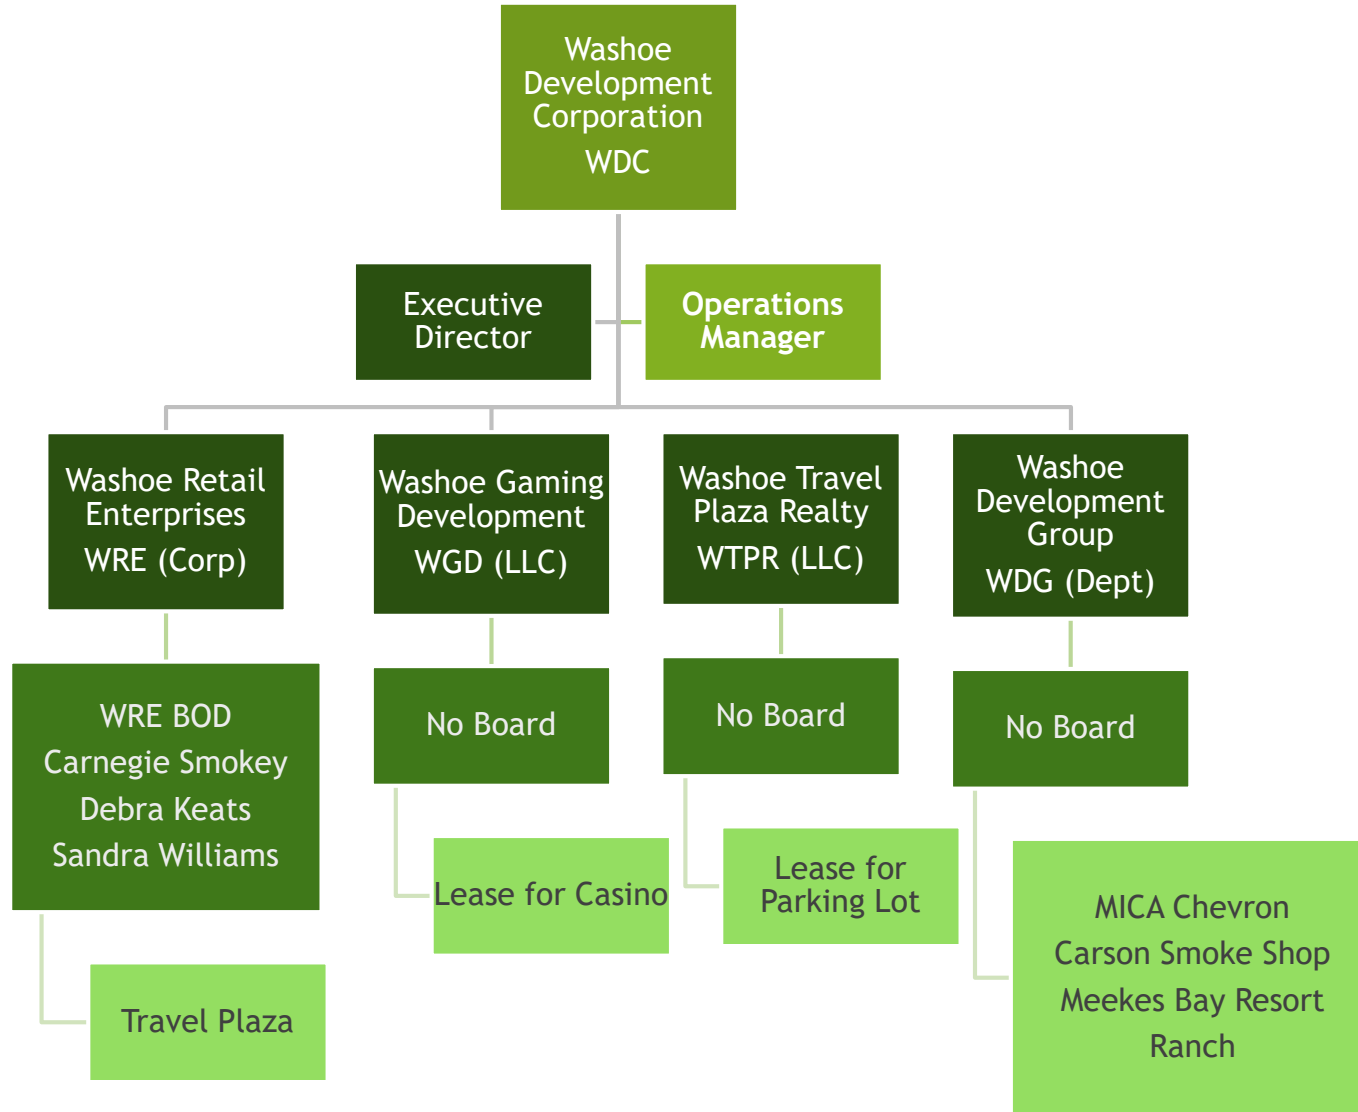 Washoe
Development
Corporation
WDC
Executive
Director
Operations
Manager
Washoe Retail
Enterprises
WRE (Corp)
Washoe Gaming
Development
WGD (LLC)
Washoe Travel
Plaza Realty
WTPR (LLC)
Washoe
Development
Group
WDG (Dept)
WRE BOD
Carnegie Smokey
Debra Keats
Sandra Williams
No Board
No Board
No Board
Travel Plaza
Lease for Casino
Lease for
Parking Lot
MICA Chevron
Carson Smoke Shop
Meekes Bay Resort
Ranch